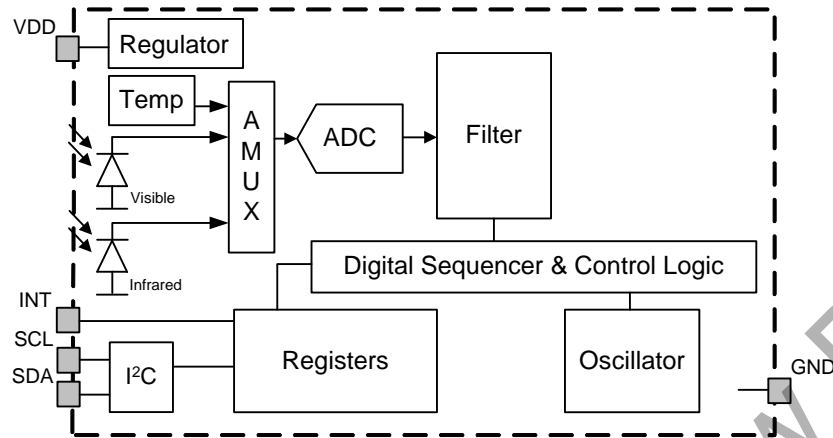 VDD
Regulator
Temp
A
M
U
X
ADC
Filter
Visible
Infrared
Digital Sequencer & Control Logic
INT
SCL
SDA
I²C
Registers
Oscillator
GND